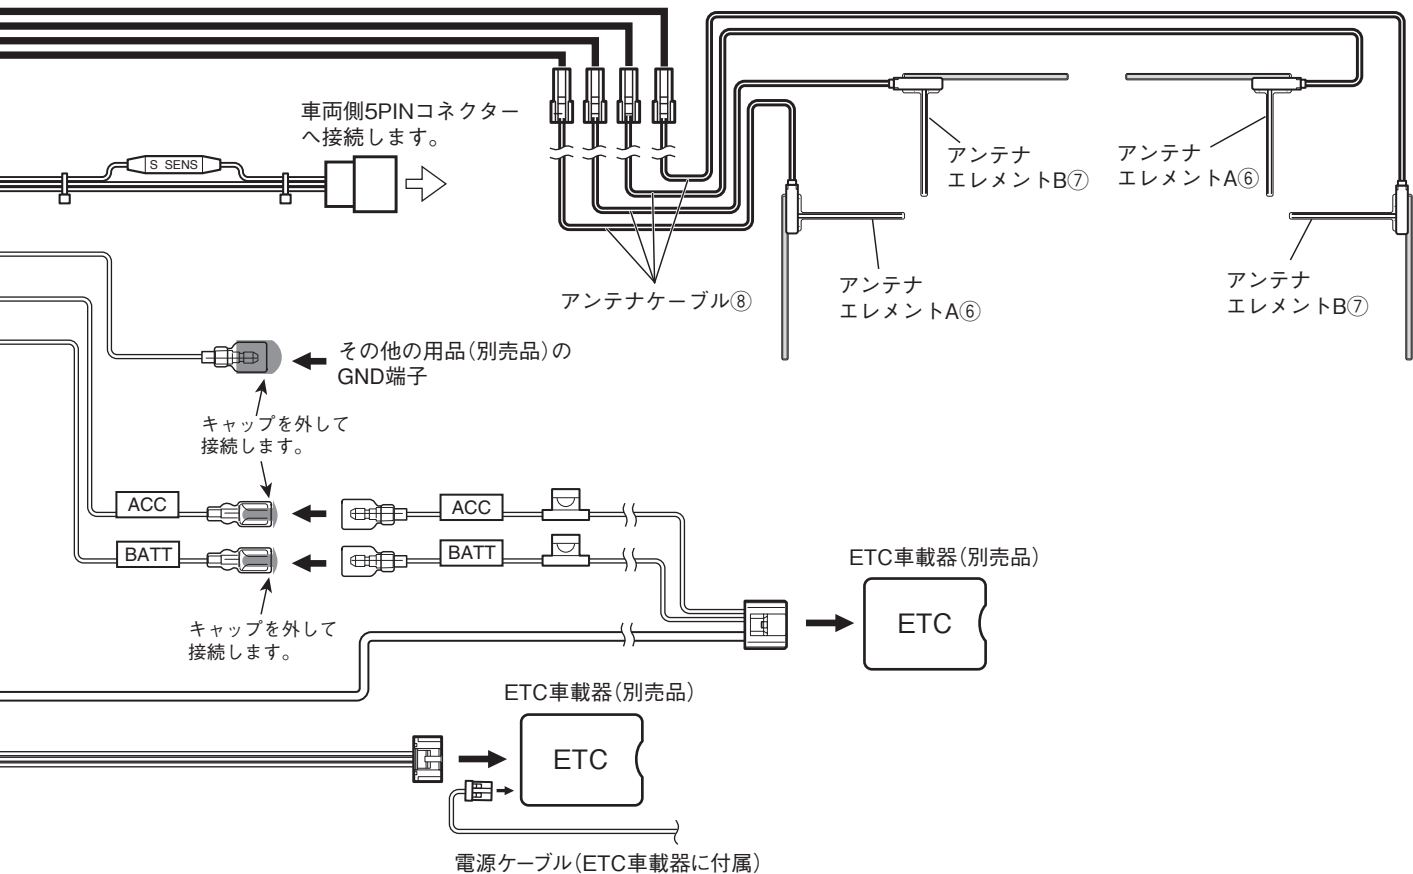 車両側5PINコネクター
へ接続します。
S SENS
アンテナ
エレメントB⑦
アンテナ
エレメントA⑥
アンテナケーブル⑧
アンテナ
エレメントA⑥
アンテナ
エレメントB⑦
その他の用品(別売品)の
GND端子
キャップを外して
接続します。
ACC
ACC
BATT
BATT
キャップを外して
接続します。
ETC車載器(別売品)
ETC
ETC車載器(別売品)
ETC
電源ケーブル(ETC車載器に付属)